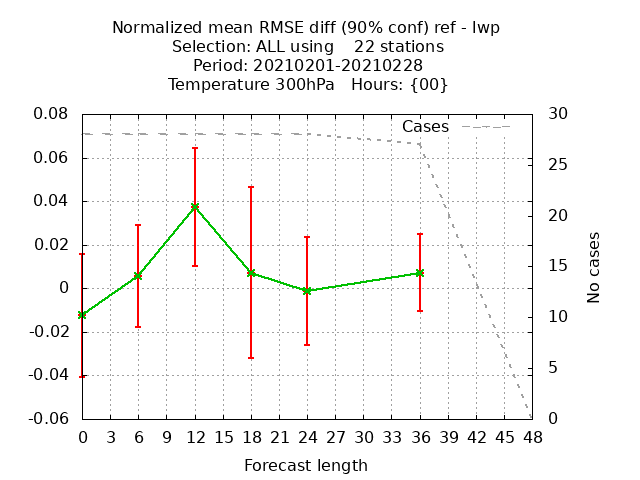 Normalized mean RMSE diff (90% conf) ref - lwp
Selection: ALL using    22 stations
Period: 20210201-20210228
Temperature 300hPa   Hours: {00}
Cases
0.08
0.06
0.04
0.02
0
-0.02
-0.04
-0.06
30
25
20
15
10
5
0
No cases
0 3 6 9 12 15 18 21 24 27 30 33 36 39 42 45 48
Forecast length